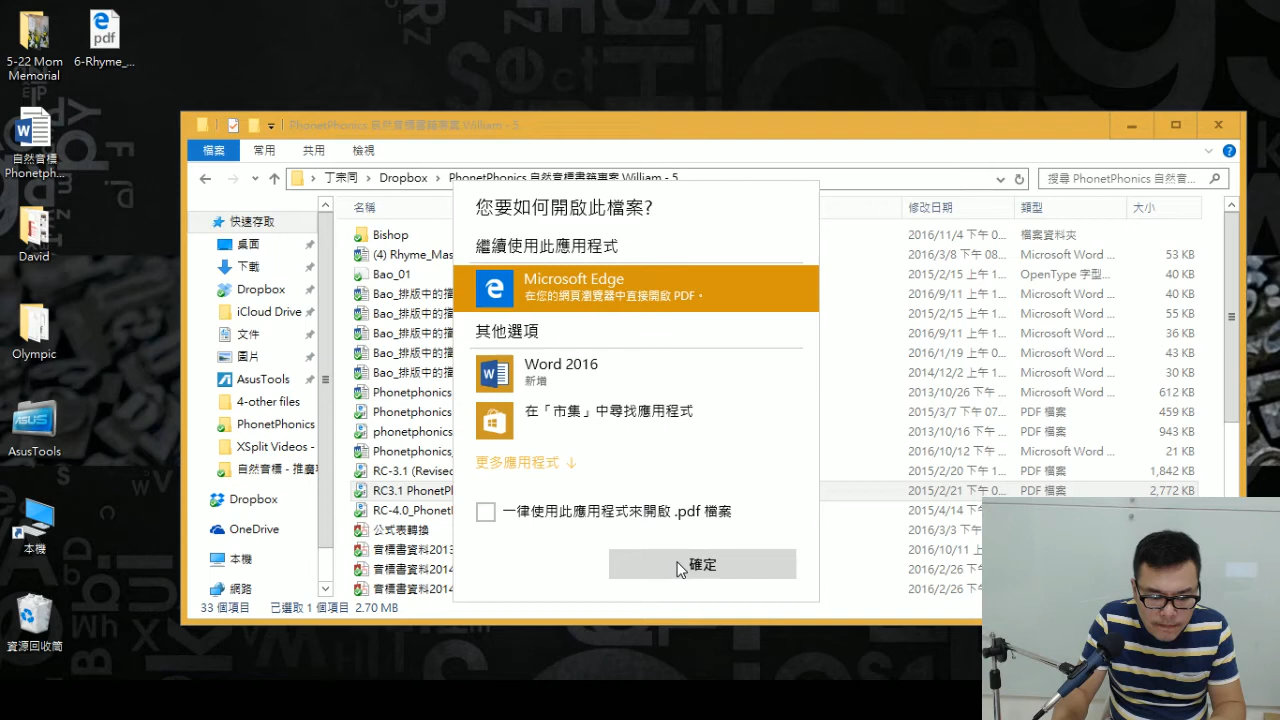 5-22 Mom
Memorial
6-Rhyme_...
pdf
自然音標
Phonetph...
David
Olympic
AsusTools
本機
資源回收筒
PhonetPhonics 自然音標書籍專案 William - 5
檔案
常用
共用
檢視
丁宗同 > Dropbox > PhonetPhonics 自然音標書籍專案 William - 5
搜尋 PhonetPhonics 自然音...
快速存取
桌面
下載
Dropbox
iCloud Drive
文件
圖片
AsusTools
4-other files
PhonetPhonics
XSplit Videos -
自然音標 - 推廣
Dropbox
OneDrive
本機
網路
名稱
修改日期
類型
大小
Bishop
2016/11/4 下午 0...
檔案資料夾
(4) Rhyme_Mas
2016/3/8 下午 08...
Microsoft Word ...
53 KB
Bao_01
2015/2/15 上午 1...
OpenType 字型...
40 KB
Bao_排版中的擋
2016/9/11 上午 1...
Microsoft Word ...
40 KB
Bao_排版中的擋
2015/2/15 上午 1...
Microsoft Word ...
55 KB
Bao_排版中的擋
2016/9/11 上午 1...
Microsoft Word ...
36 KB
Bao_排版中的擋
2016/1/19 上午 1...
Microsoft Word ...
43 KB
Bao_排版中的擋
2014/12/2 上午 1...
Microsoft Word ...
30 KB
Phonetphonics
2013/10/26 下午 ...
Microsoft Word ...
612 KB
Phonetphonics
2015/3/7 下午 07...
PDF 檔案
459 KB
phonetphonics
2013/10/16 下午 ...
PDF 檔案
943 KB
Phonetphonics_
2016/10/12 下午 ...
Microsoft Word ...
21 KB
RC-3.1 (Revised
2015/2/20 下午 1...
PDF 檔案
1,842 KB
RC3.1 PhonetPl
2015/2/21 下午 0...
PDF 檔案
2,772 KB
RC-4.0_Phonet
2015/4/14 下午 ...
公式表轉換
2016/3/3 下午 ...
音標書資料2013
2016/10/11 上午 ...
音標書資料2014
2016/2/26 下午 ...
音標書資料2014
2016/2/26 下午 ...
33 個項目
已選取 1 個項目 2.70 MB
您要如何開啟此檔案?
繼續使用此應用程式
Microsoft Edge
在您的網頁瀏覽器中直接開啟 PDF。
其他選項
Word 2016
新增
在「市集」中尋找應用程式
更多應用程式 ↓
一律使用此應用程式來開啟 .pdf 檔案
確定